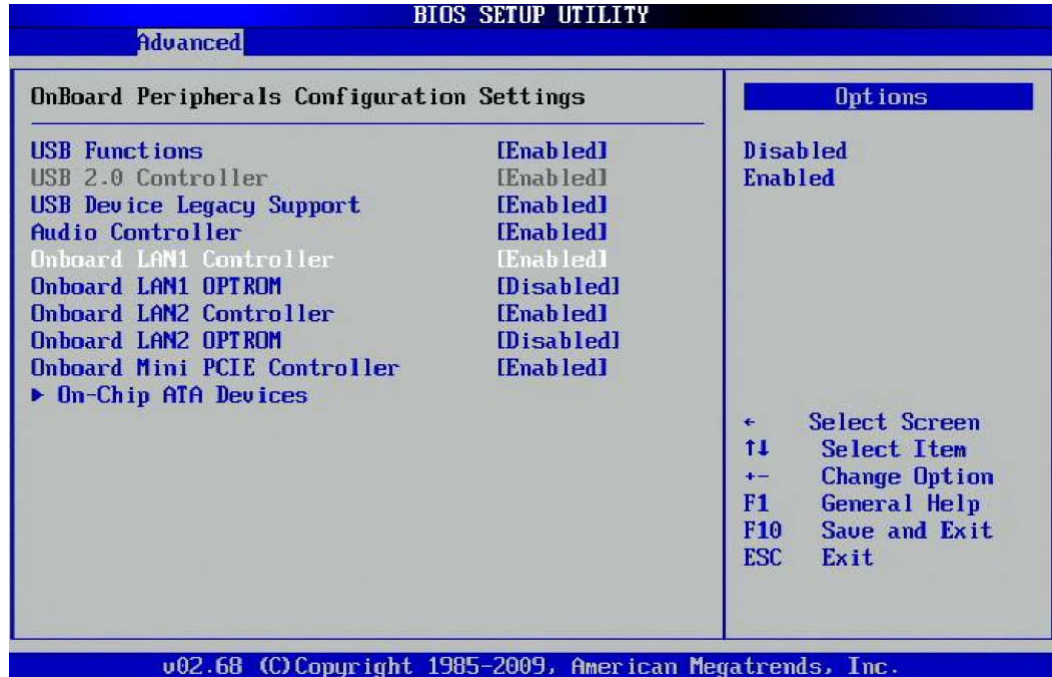 BIOS SETUP UTILITY
Advanced
OnBoard Peripherals Configuration Settings
USB Functions [Enabled]
USB 2.0 Controller [Enabled]
USB Device Legacy Support [Enabled]
Audio Controller [Enabled]
Onboard LAN1 Controller [Enabled]
Onboard LAN1 OPTROM [Disabled]
Onboard LAN2 Controller [Enabled]
Onboard LAN2 OPTROM [Disabled]
Onboard Mini PCIE Controller [Enabled]
▶ On-Chip ATA Devices
Options
Disabled
Enabled
← Select Screen
↑↓ Select Item
+- Change Option
F1 General Help
F10 Save and Exit
ESC Exit
v02.68 (C)Copyright 1985-2009, American Megatrends, Inc.